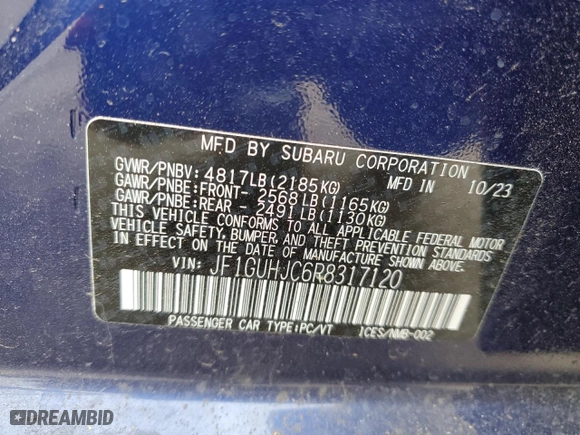 MFD BY SUBARU CORPORATION
GVWR/PNBV: 4817LB(2185KG) MFD IN 10/23
GAWR/PNBE:FRONT- 2568LB(1165KG)
GAWR/PNBE:REAR - 2491LB(1130KG)
THIS VEHICLE CONFORMS TO ALL APPLICABLE FEDERAL MOTOR
VEHICLE SAFETY, BUMPER, AND THEFT PREVENTION STANDARDS
IN EFFECT ON THE DATE OF MANUFACTURE SHOWN ABOVE.
VIN: JF1GUHJC6R8317120
PASSENGER CAR TYPE:PC/VT ICES/NMB-002
DREAMBID